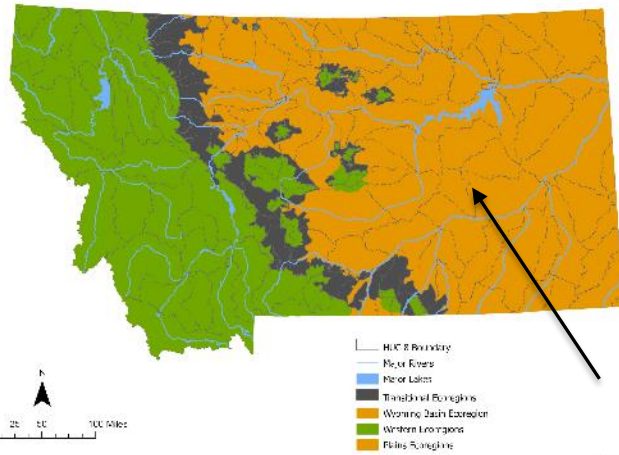 HUC 8 Boundary
Major Rivers
Major Lakes
Transitional Ecoregions
Wyoming Basin Ecoregion
Western Ecoregions
Plains Ecoregions
N
25 50 100 Miles